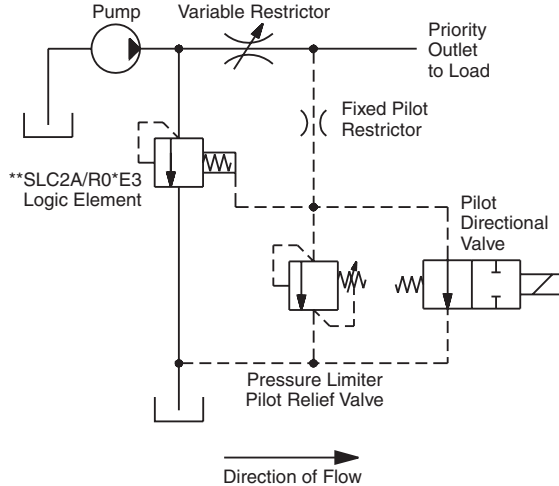 Pump
Variable Restrictor
Priority
Outlet
to Load
Fixed Pilot
Restrictor
**SLC2A/R0*E3
Logic Element
Pilot
Directional
Valve
Pressure Limiter
Pilot Relief Valve
Direction of Flow